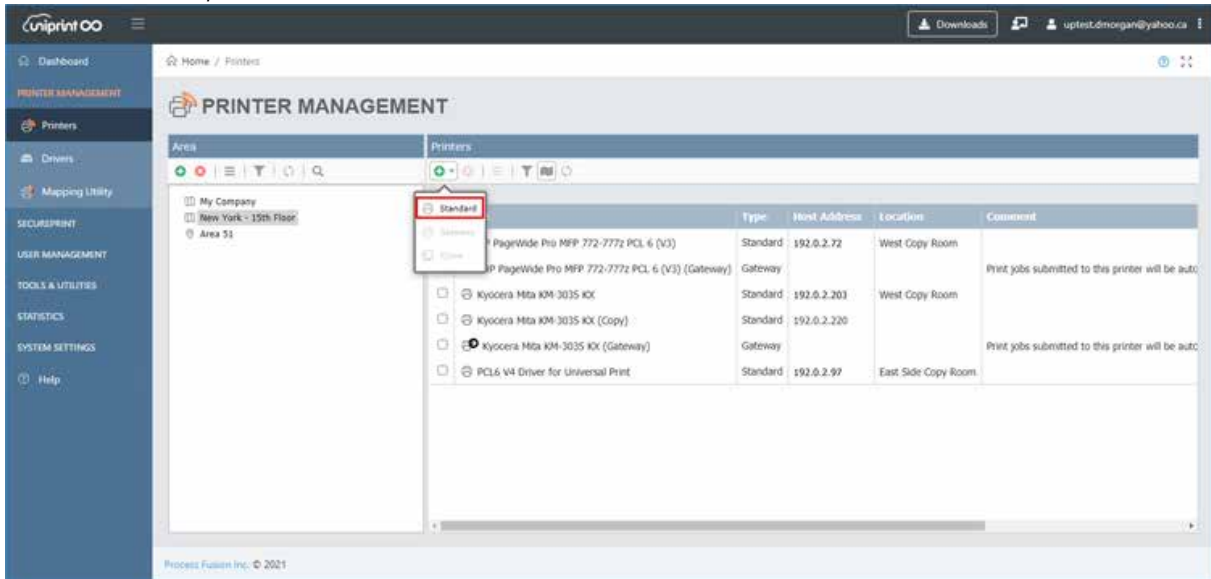 uniprint
Downloads
uptest.dmorgan@yahoo.ca
Dashboard
Home / Printers
PRINTER MANAGEMENT
PRINTER MANAGEMENT
Printers
Area
Printers
Drivers
Mapping Utility
My Company
New York - 15th Floor
Area 51
Standard
Gateway
Clone
Type
Host Address
Location
Comment
SECUREPRINT
USER MANAGEMENT
TOOLS & UTILITIES
STATISTICS
SYSTEM SETTINGS
Help
PageWide Pro MFP 772-777z PCL 6 (V3) Standard 192.0.2.72 West Copy Room
HP PageWide Pro MFP 772-777z PCL 6 (V3) (Gateway) Gateway Print jobs submitted to this printer will be auto
Kyocera Mita KM-3035 KX Standard 192.0.2.203 West Copy Room
Kyocera Mita KM-3035 KX (Copy) Standard 192.0.2.220
Kyocera Mita KM-3035 KX (Gateway) Gateway Print jobs submitted to this printer will be auto
PCL6 V4 Driver for Universal Print Standard 192.0.2.97 East Side Copy Room
Process Fusion Inc. © 2021